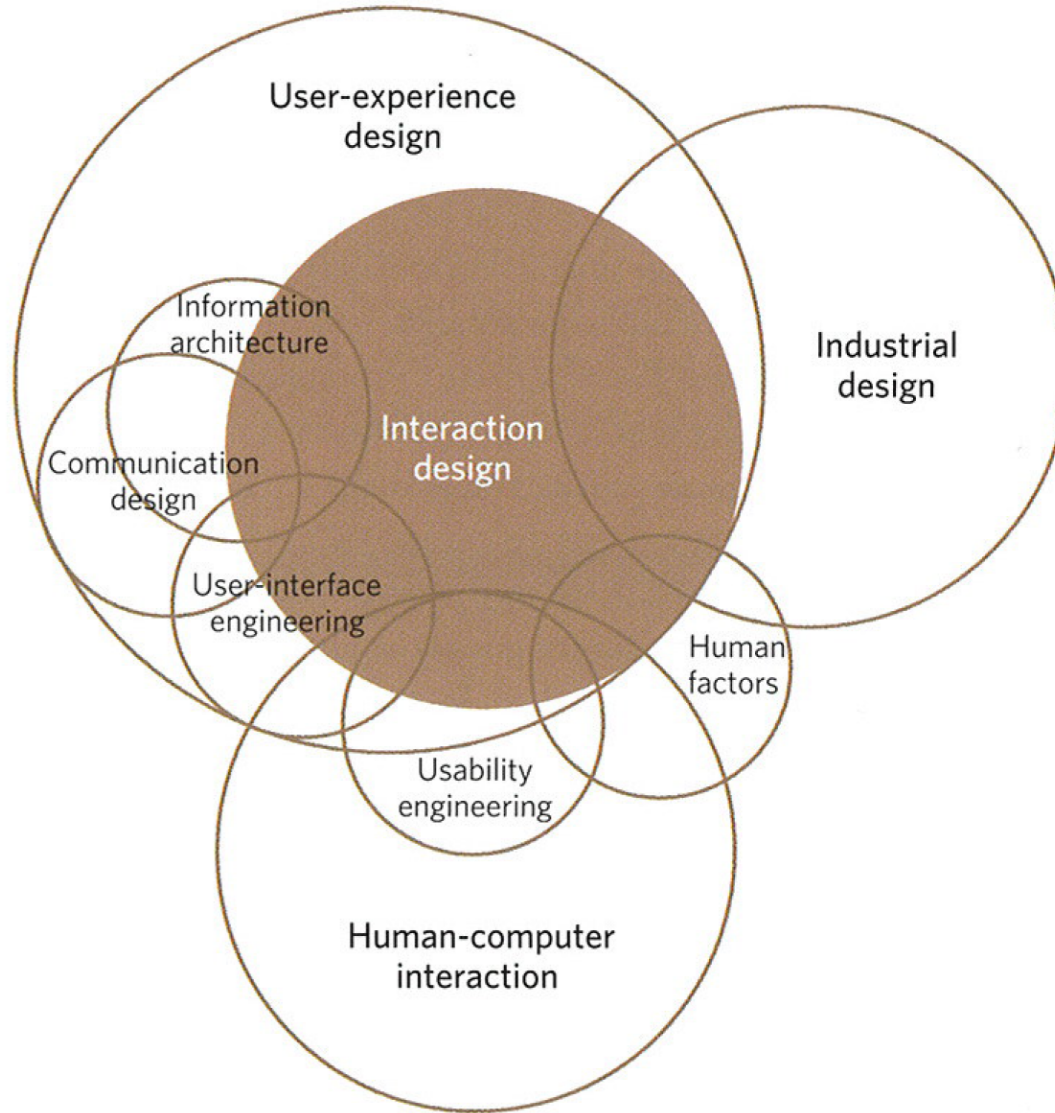 User-experience
design
Information
architecture
Industrial
design
Interaction
design
Communication
design
User-interface
engineering
Human
factors
Usability
engineering
Human-computer
interaction